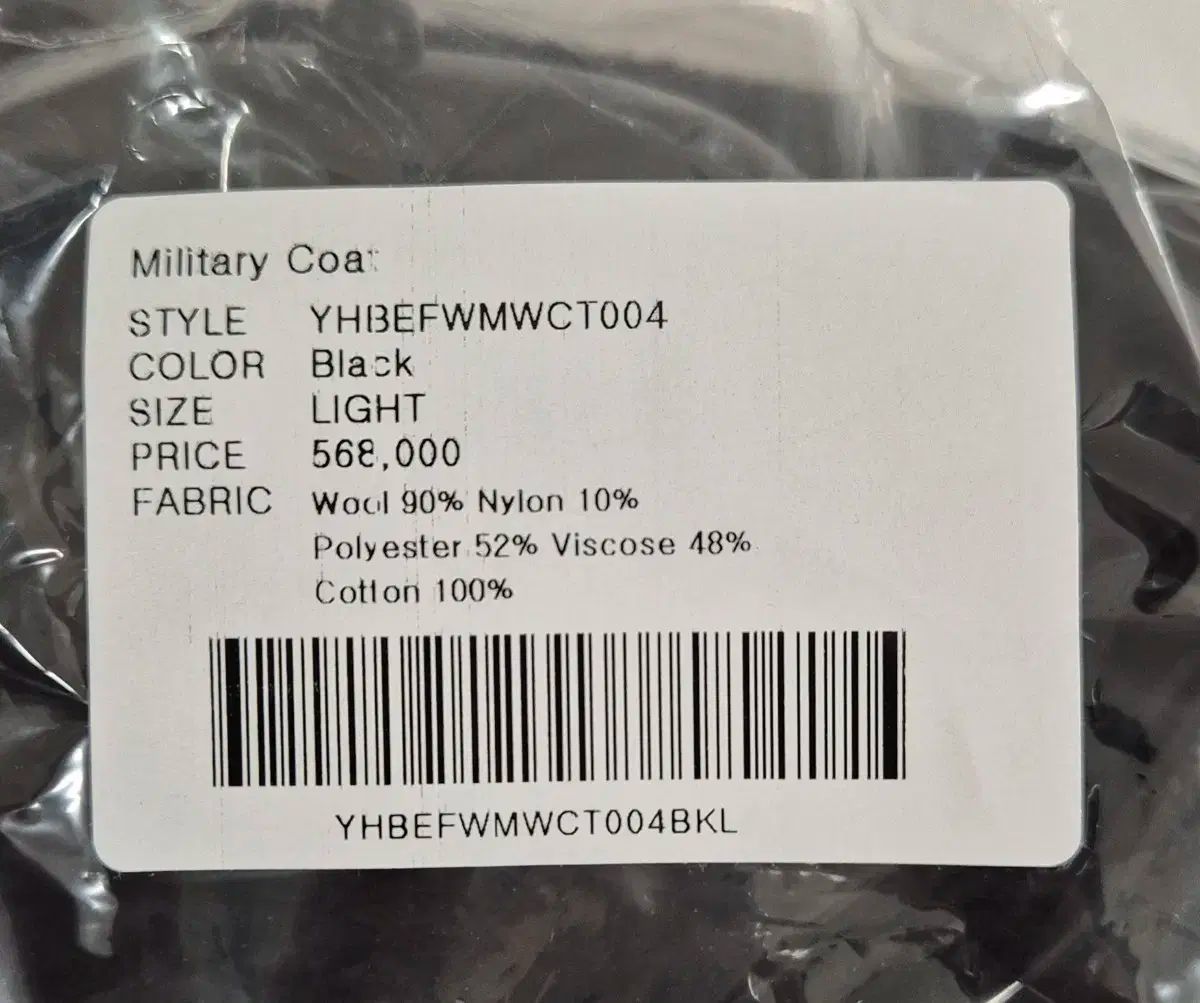 Military Coat
STYLE YHBEFWMWCT004
COLOR Black
SIZE LIGHT
PRICE 568,000
FABRIC Wool 90% Nylon 10%
Polyester 52% Viscose 48%
Cotton 100%
YHBEFWMWCT004BKL